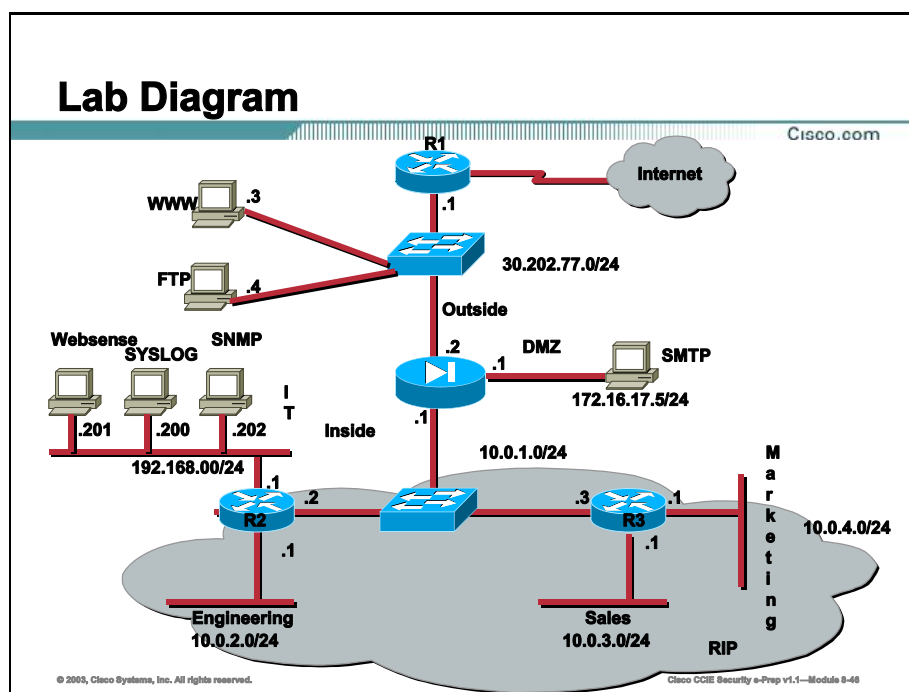 Lab Diagram
Cisco.com
R1
Internet
WWW
.3
.1
FTP
.4
30.202.77.0/24
Outside
Websense
SYSLOG
SNMP
.2
DMZ
.1
SMTP
172.16.17.5/24
I
T
.201
.200
.202
.1
Inside
192.168.00/24
10.0.1.0/24
Marketing
.1
.2
.3
.1
R2
R3
10.0.4.0/24
.1
.1
Engineering
10.0.2.0/24
Sales
10.0.3.0/24
RIP
© 2003, Cisco Systems, Inc. All rights reserved.
Cisco CCIE Security e-Prep v1.1—Module 8-46